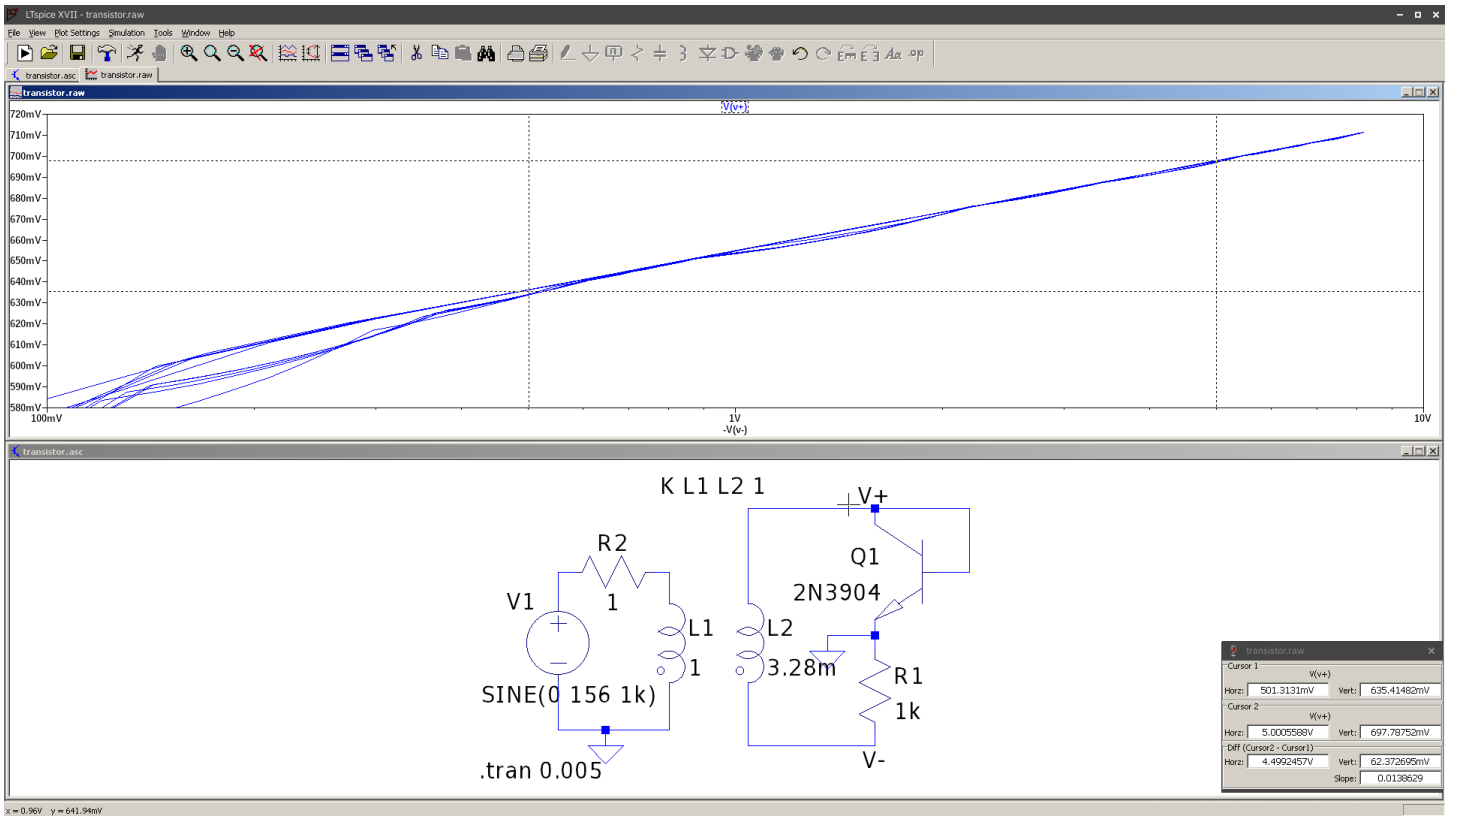 LTspice XVII - transistor.raw
File View Plot Settings Simulation Tools Window Help
transistor.asc transistor.raw
transistor.raw
V(v+)
720mV
710mV
700mV
690mV
680mV
670mV
660mV
650mV
640mV
630mV
620mV
610mV
600mV
590mV
580mV
100mV 1V 10V
-V(v-)
transistor.asc
K L1 L2 1
V+
R2
1
Q1
2N3904
V1
L1
1
L2
3.28m
R1
1k
SINE(0 156 1k)
V-
.tran 0.005
transistor.raw
Cursor 1
V(v+)
Horz: 501.3131mV Vert: 635.41482mV
Cursor 2
V(v+)
Horz: 5.0005588V Vert: 697.78752mV
Diff (Cursor2 - Cursor1)
Horz: 4.4992457V Vert: 62.372695mV
Slope: 0.0138629
x = 0.96V y = 641.94mV